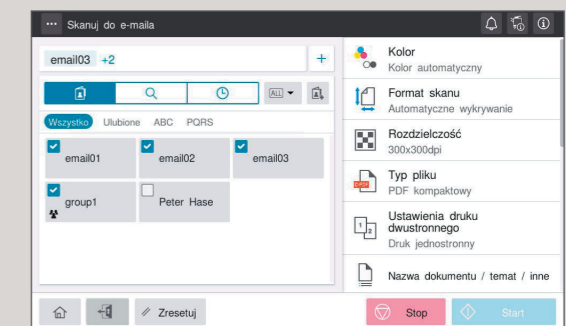 Skanuj do e-maila
email03 +2 +
ALL
Wszystko Ulubione ABC PQRS
email01 email02 email03
group1 Peter Hase
Kolor
Kolor automatyczny
Format skanu
Automatyczne wykrywanie
Rozdzielczość
300x300dpi
Typ pliku
PDF kompaktowy
Ustawienia druku
dwustronnego
Druk jednostronny
Nazwa dokumentu / temat / inne
Zresetuj
Stop
Start